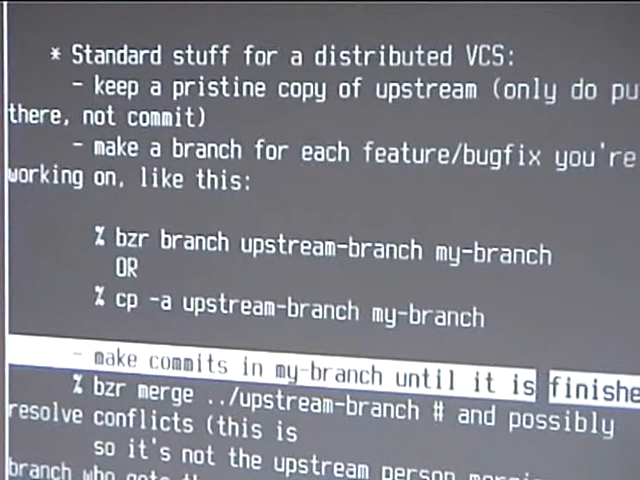 * Standard stuff for a distributed VCS:
- keep a pristine copy of upstream (only do pu
there, not commit)
- make a branch for each feature/bugfix you're
working on, like this:
% bzr branch upstream-branch my-branch
OR
% cp -a upstream-branch my-branch
- make commits in my-branch until it is finishe
% bzr merge ../upstream-branch # and possibly
resolve conflicts (this is
so it's not the upstream person
branch who